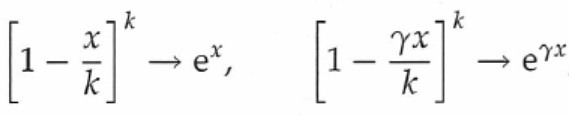 [1 − x/k]^k → e^x,  [1 − γx/k]^k → e^{γx}